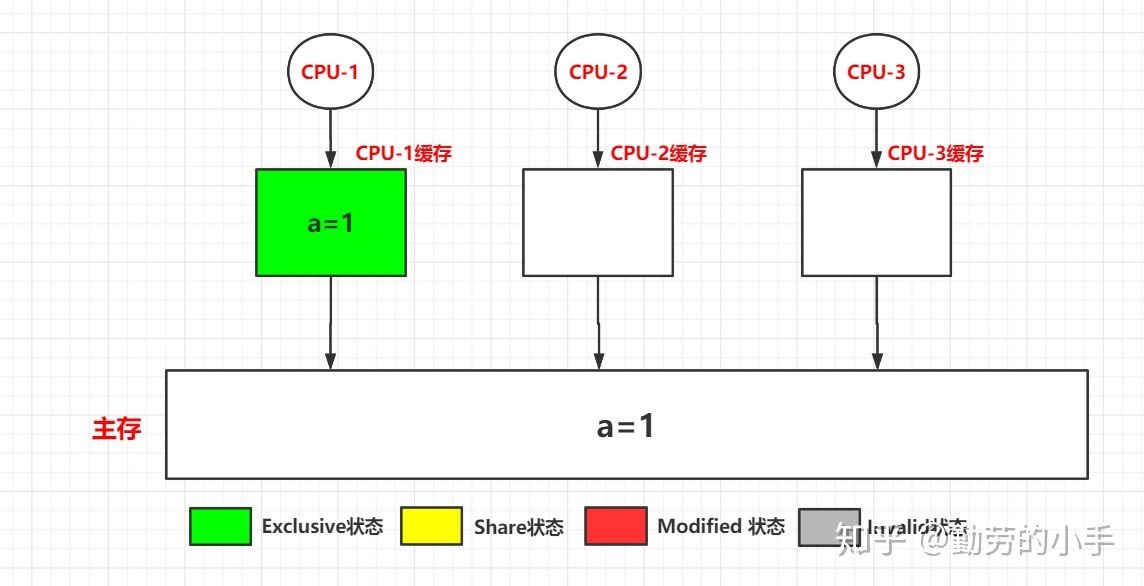 CPU-1
CPU-2
CPU-3
CPU-1缓存
CPU-2缓存
CPU-3缓存
a=1
主存
a=1
Exclusive状态
Share状态
Modified 状态
Invalid状态
知乎 @勤劳的小手